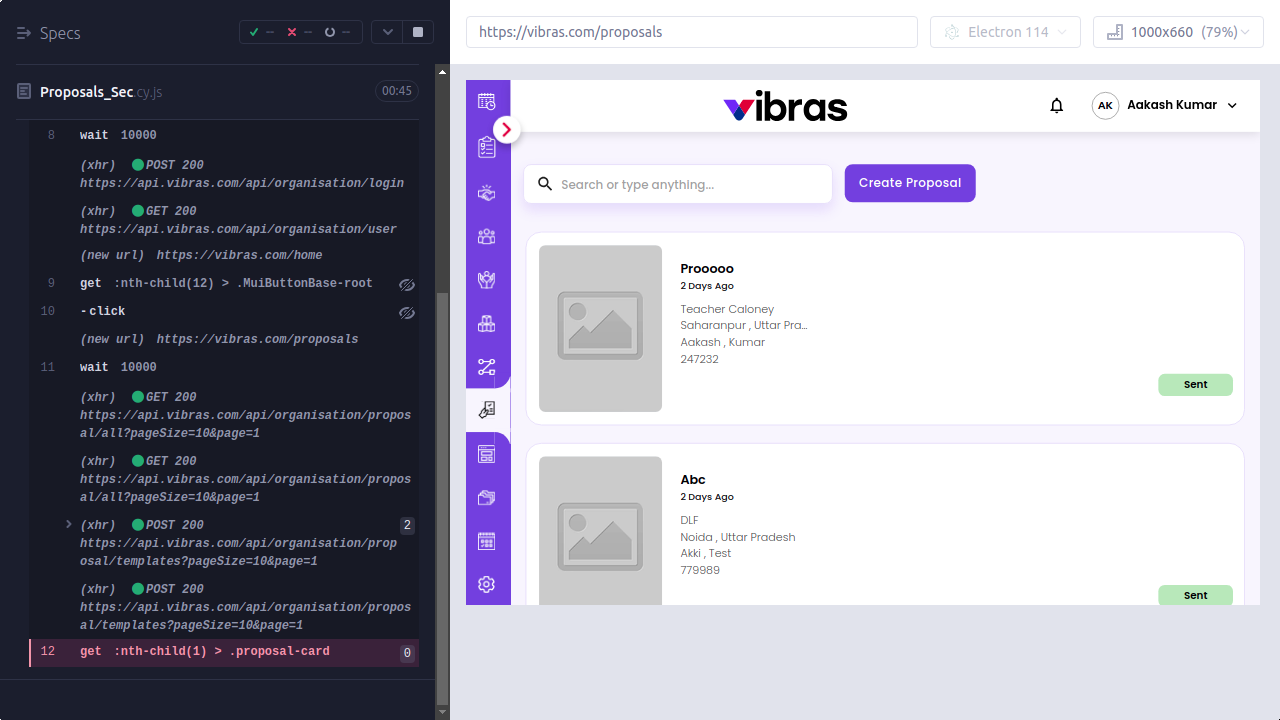 Specs
--
--
--
Proposals_Sec.cy.js
00:45
8 wait 10000
(xhr) POST 200
https://api.vibras.com/api/organisation/login
(xhr) GET 200
https://api.vibras.com/api/organisation/user
(new url) https://vibras.com/home
9 get :nth-child(12) > .MuiButtonBase-root
10 -click
(new url) https://vibras.com/proposals
11 wait 10000
(xhr) GET 200
https://api.vibras.com/api/organisation/propos
al/all?pageSize=10&page=1
(xhr) GET 200
https://api.vibras.com/api/organisation/propos
al/all?pageSize=10&page=1
(xhr) POST 200 2
https://api.vibras.com/api/organisation/prop
osal/templates?pageSize=10&page=1
(xhr) POST 200
https://api.vibras.com/api/organisation/propos
al/templates?pageSize=10&page=1
12 get :nth-child(1) > .proposal-card 0
https://vibras.com/proposals
Electron 114
1000x660 (79%)
vibras
AK Aakash Kumar
Search or type anything...
Create Proposal
Prooooo
2 Days Ago
Teacher Caloney
Saharanpur , Uttar Pra...
Aakash , Kumar
247232
Sent
Abc
2 Days Ago
DLF
Noida , Uttar Pradesh
Akki , Test
779989
Sent